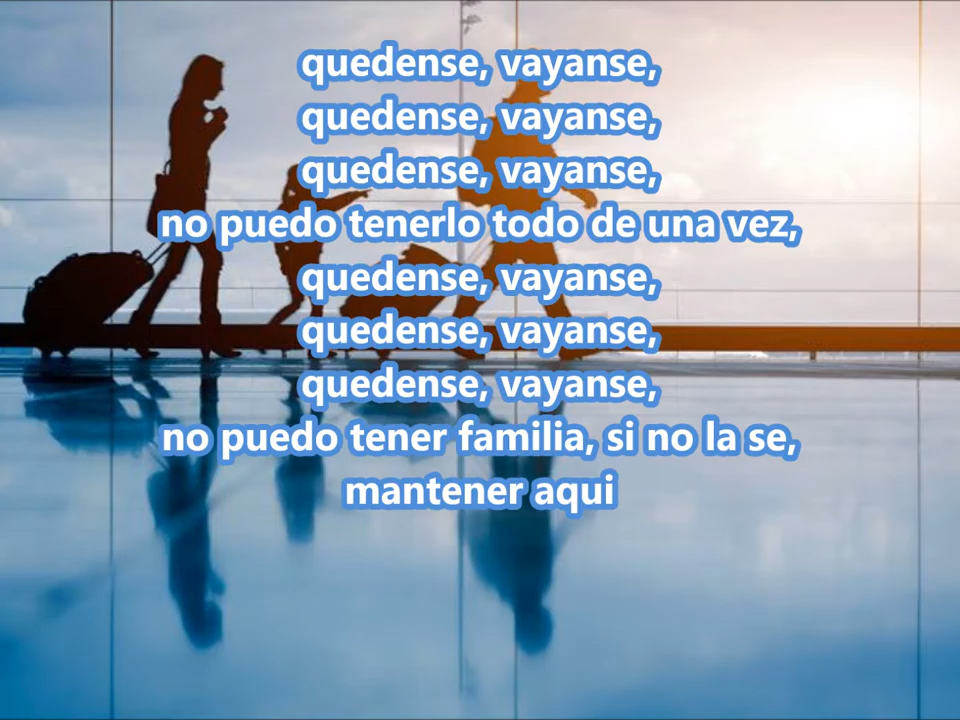 quedense, vayanse,
quedense, vayanse,
quedense, vayanse,
no puedo tenerlo todo de una vez,
quedense, vayanse,
quedense, vayanse,
quedense, vayanse,
no puedo tener familia, si no la se,
mantener aqui